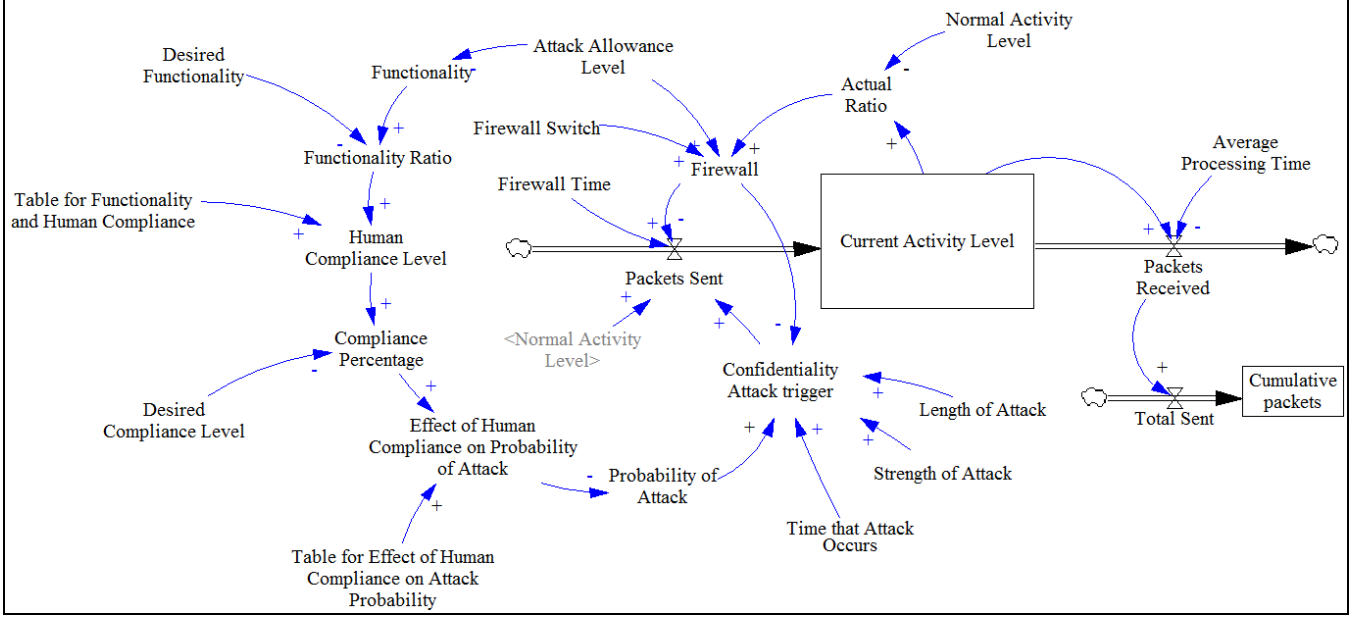 Normal Activity
Level
Desired
Functionality
Functionality
-
Attack Allowance
Level
-
Actual
Ratio
Firewall Switch
+
-
Functionality Ratio
+
+
+
Firewall
+
+
Average
Processing Time
Table for Functionality
and Human Compliance
+
+
Firewall Time
+
-
Human
Compliance Level
Current Activity Level
+
-
Packets Sent
Packets
Received
+
+
+
-
<Normal Activity
Level>
Compliance
Percentage
-
Confidentiality
Attack trigger
+
+
Cumulative
packets
Total Sent
Desired
Compliance Level
+
Length of Attack
Effect of Human
Compliance on Probability
of Attack
+
+
+
Strength of Attack
-
Probability of
Attack
+
Time that Attack
Occurs
Table for Effect of Human
Compliance on Attack
Probability